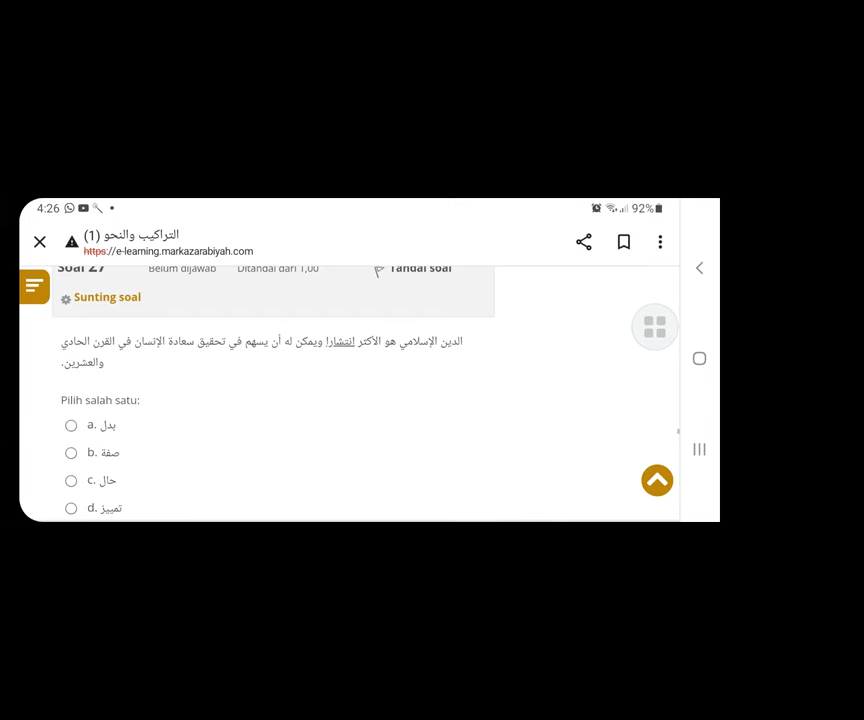 4:26
92%
التراكيب والنحو (1)
https://e-learning.markazarabiyah.com
Soal 27
Belum dijawab
Ditandai dari 1,00
Tandai soal
Sunting soal
الدين الإسلامي هو الأكثر انتشارا ويمكن له أن يسهم في تحقيق سعادة الإنسان في القرن الحادي
والعشرين.
Pilih salah satu:
a. بدل
b. صفة
c. حال
d. تمييز